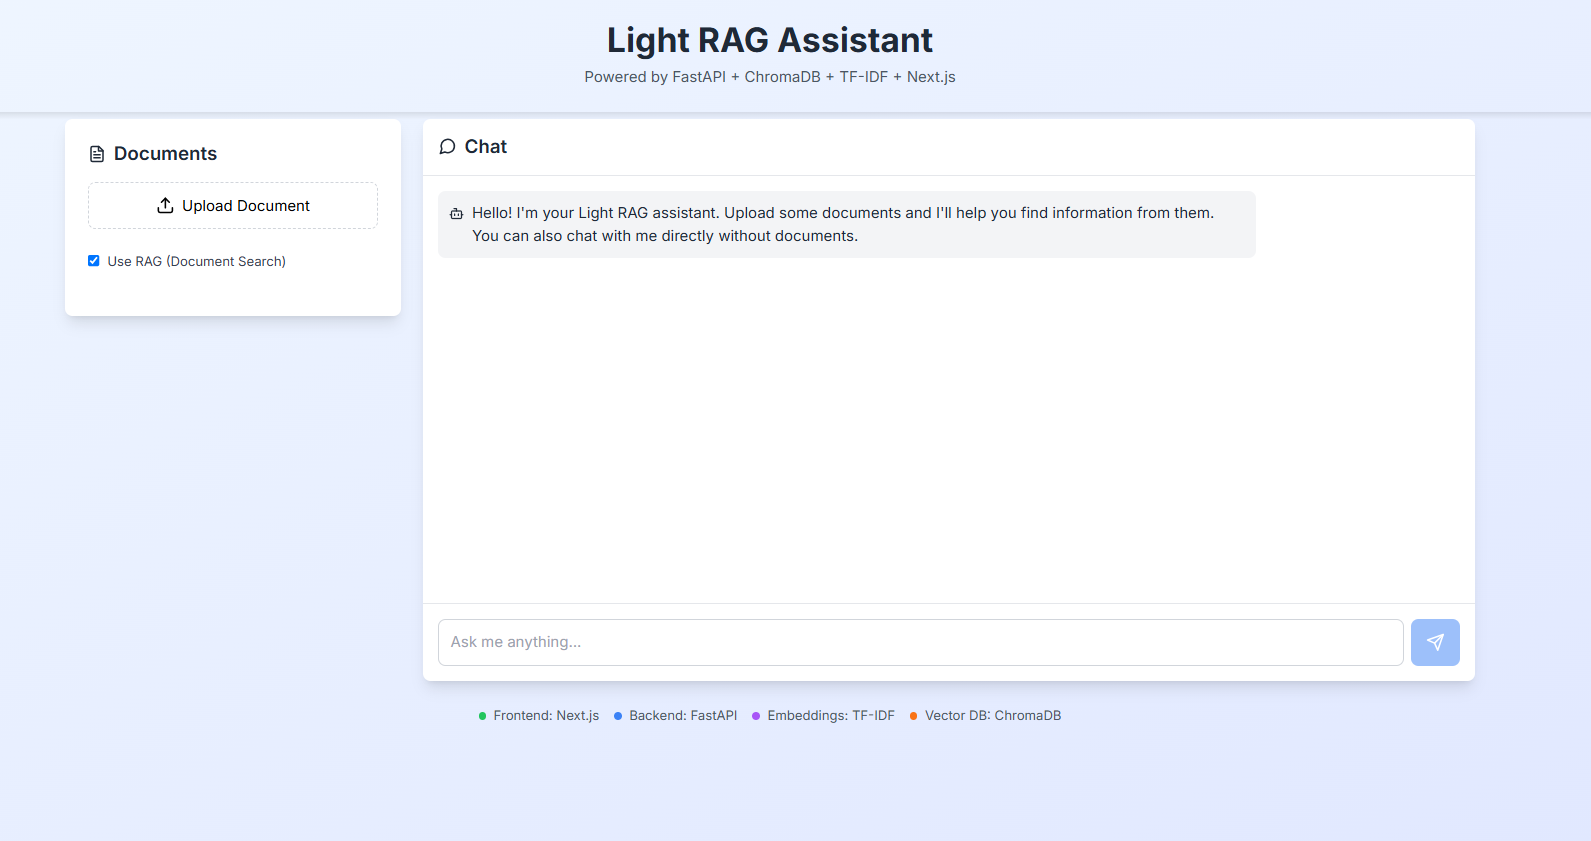 Light RAG Assistant
Powered by FastAPI + ChromaDB + TF-IDF + Next.js
Documents
Upload Document
Use RAG (Document Search)
Chat
Hello! I'm your Light RAG assistant. Upload some documents and I'll help you find information from them.
You can also chat with me directly without documents.
Ask me anything...
Frontend: Next.js
Backend: FastAPI
Embeddings: TF-IDF
Vector DB: ChromaDB